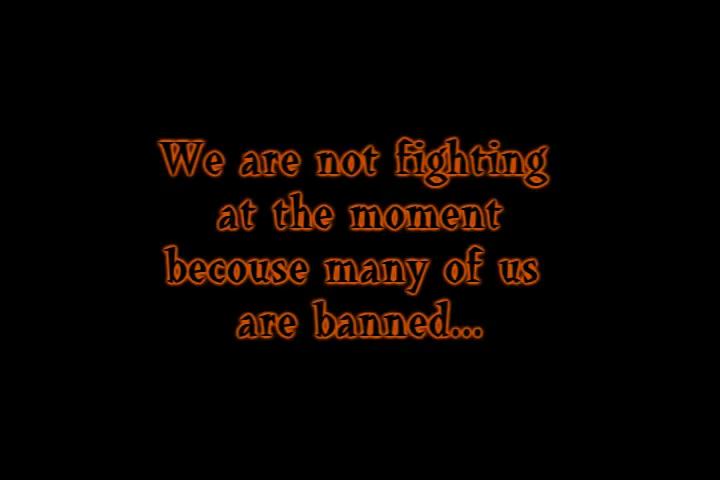 We are not fighting
at the moment
becouse many of us
are banned...